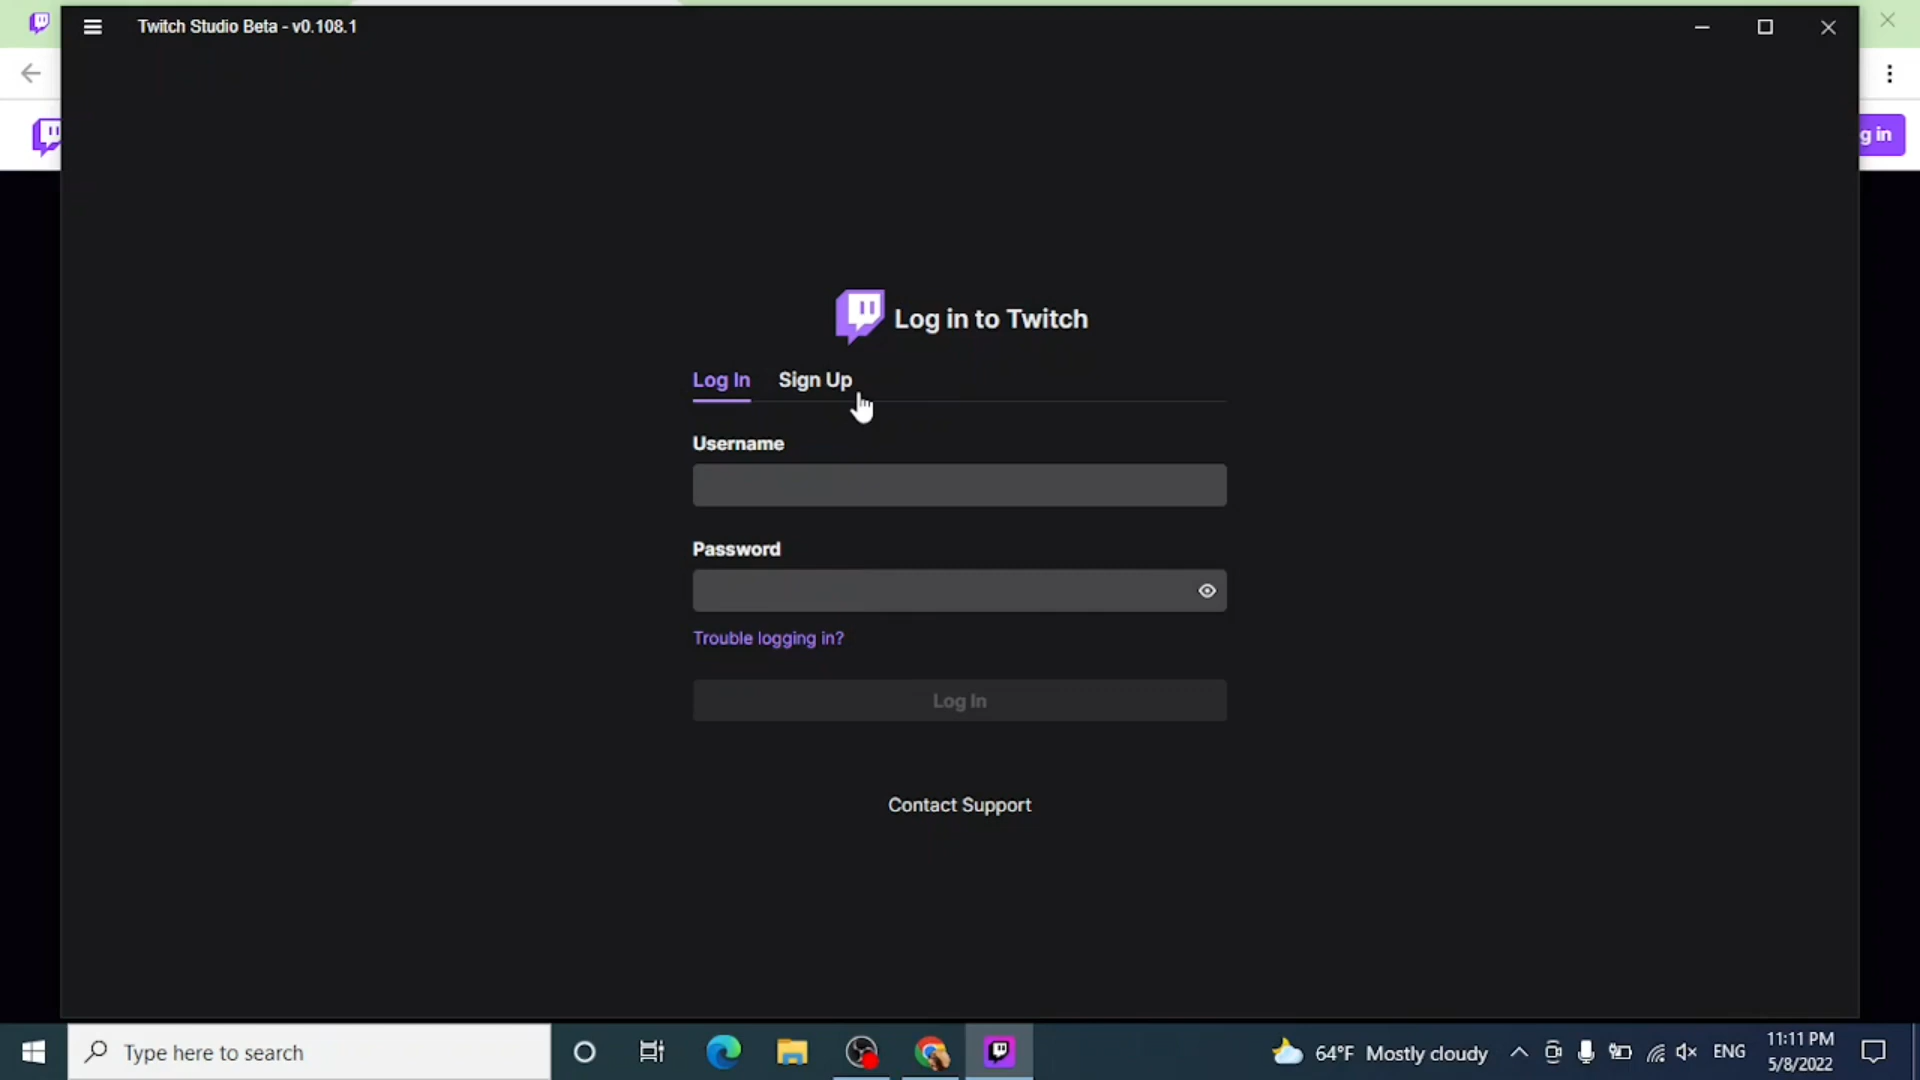 Twitch Studio Beta - v0.108.1
g in
Log in to Twitch
Log In
Sign Up
Username
Password
Trouble logging in?
Log In
Contact Support
Type here to search
64°F Mostly cloudy
ENG
11:11 PM
5/8/2022